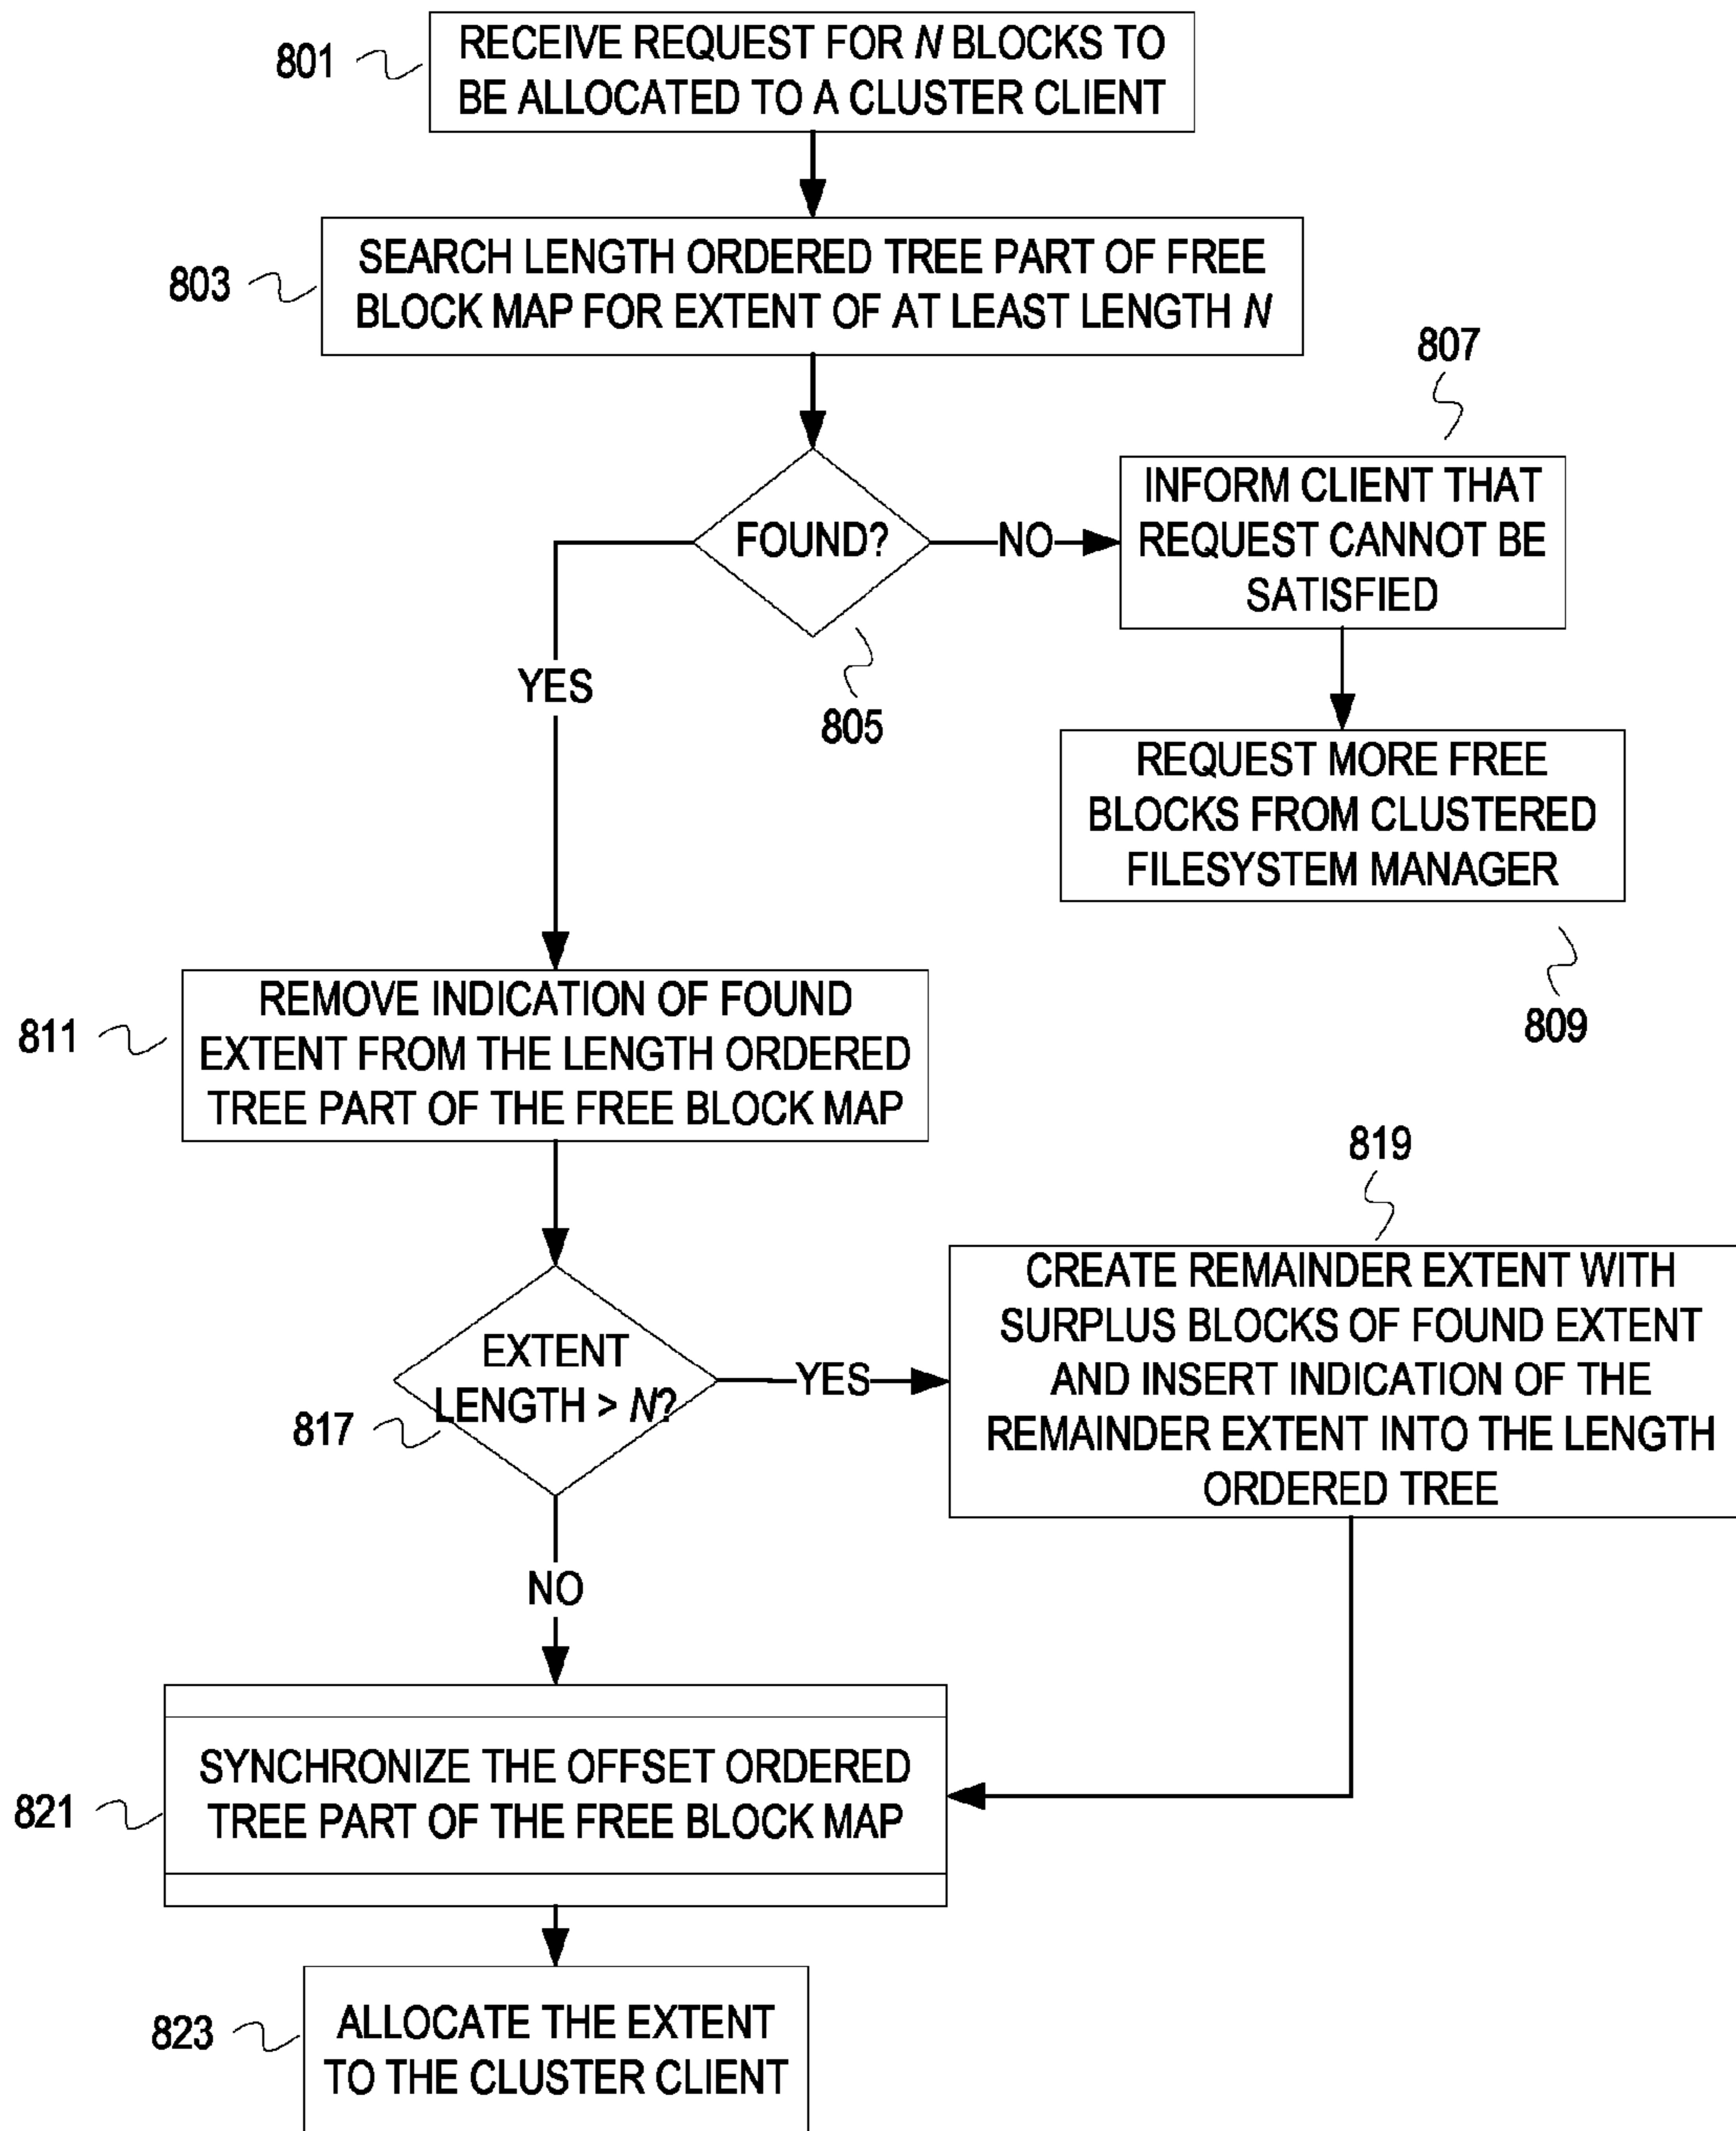 801
RECEIVE REQUEST FOR N BLOCKS TO
BE ALLOCATED TO A CLUSTER CLIENT
803
SEARCH LENGTH ORDERED TREE PART OF FREE
BLOCK MAP FOR EXTENT OF AT LEAST LENGTH N
805
FOUND?
NO
YES
807
INFORM CLIENT THAT
REQUEST CANNOT BE
SATISFIED
REQUEST MORE FREE
BLOCKS FROM CLUSTERED
FILESYSTEM MANAGER
809
811
REMOVE INDICATION OF FOUND
EXTENT FROM THE LENGTH ORDERED
TREE PART OF THE FREE BLOCK MAP
817
EXTENT
LENGTH > N?
YES
NO
819
CREATE REMAINDER EXTENT WITH
SURPLUS BLOCKS OF FOUND EXTENT
AND INSERT INDICATION OF THE
REMAINDER EXTENT INTO THE LENGTH
ORDERED TREE
821
SYNCHRONIZE THE OFFSET ORDERED
TREE PART OF THE FREE BLOCK MAP
823
ALLOCATE THE EXTENT
TO THE CLUSTER CLIENT